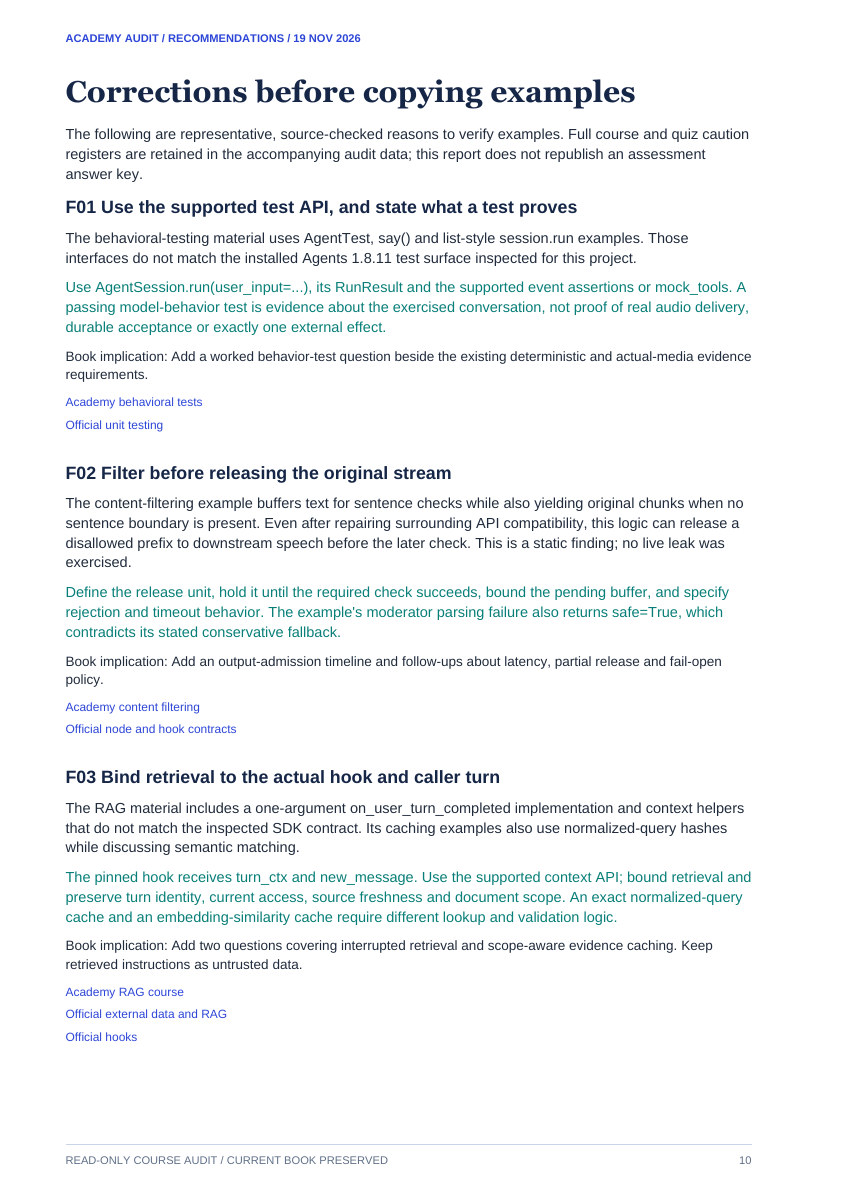 ACADEMY AUDIT / RECOMMENDATIONS / 19 NOV 2026
Corrections before copying examples
The following are representative, source-checked reasons to verify examples. Full course and quiz caution
registers are retained in the accompanying audit data; this report does not republish an assessment
answer key.
F01 Use the supported test API, and state what a test proves
The behavioral-testing material uses AgentTest, say() and list-style session.run examples. Those
interfaces do not match the installed Agents 1.8.11 test surface inspected for this project.
Use AgentSession.run(user_input=...), its RunResult and the supported event assertions or mock_tools. A
passing model-behavior test is evidence about the exercised conversation, not proof of real audio delivery,
durable acceptance or exactly one external effect.
Book implication: Add a worked behavior-test question beside the existing deterministic and actual-media evidence
requirements.
Academy behavioral tests
Official unit testing
F02 Filter before releasing the original stream
The content-filtering example buffers text for sentence checks while also yielding original chunks when no
sentence boundary is present. Even after repairing surrounding API compatibility, this logic can release a
disallowed prefix to downstream speech before the later check. This is a static finding; no live leak was
exercised.
Define the release unit, hold it until the required check succeeds, bound the pending buffer, and specify
rejection and timeout behavior. The example's moderator parsing failure also returns safe=True, which
contradicts its stated conservative fallback.
Book implication: Add an output-admission timeline and follow-ups about latency, partial release and fail-open
policy.
Academy content filtering
Official node and hook contracts
F03 Bind retrieval to the actual hook and caller turn
The RAG material includes a one-argument on_user_turn_completed implementation and context helpers
that do not match the inspected SDK contract. Its caching examples also use normalized-query hashes
while discussing semantic matching.
The pinned hook receives turn_ctx and new_message. Use the supported context API; bound retrieval and
preserve turn identity, current access, source freshness and document scope. An exact normalized-query
cache and an embedding-similarity cache require different lookup and validation logic.
Book implication: Add two questions covering interrupted retrieval and scope-aware evidence caching. Keep
retrieved instructions as untrusted data.
Academy RAG course
Official external data and RAG
Official hooks
READ-ONLY COURSE AUDIT / CURRENT BOOK PRESERVED
10